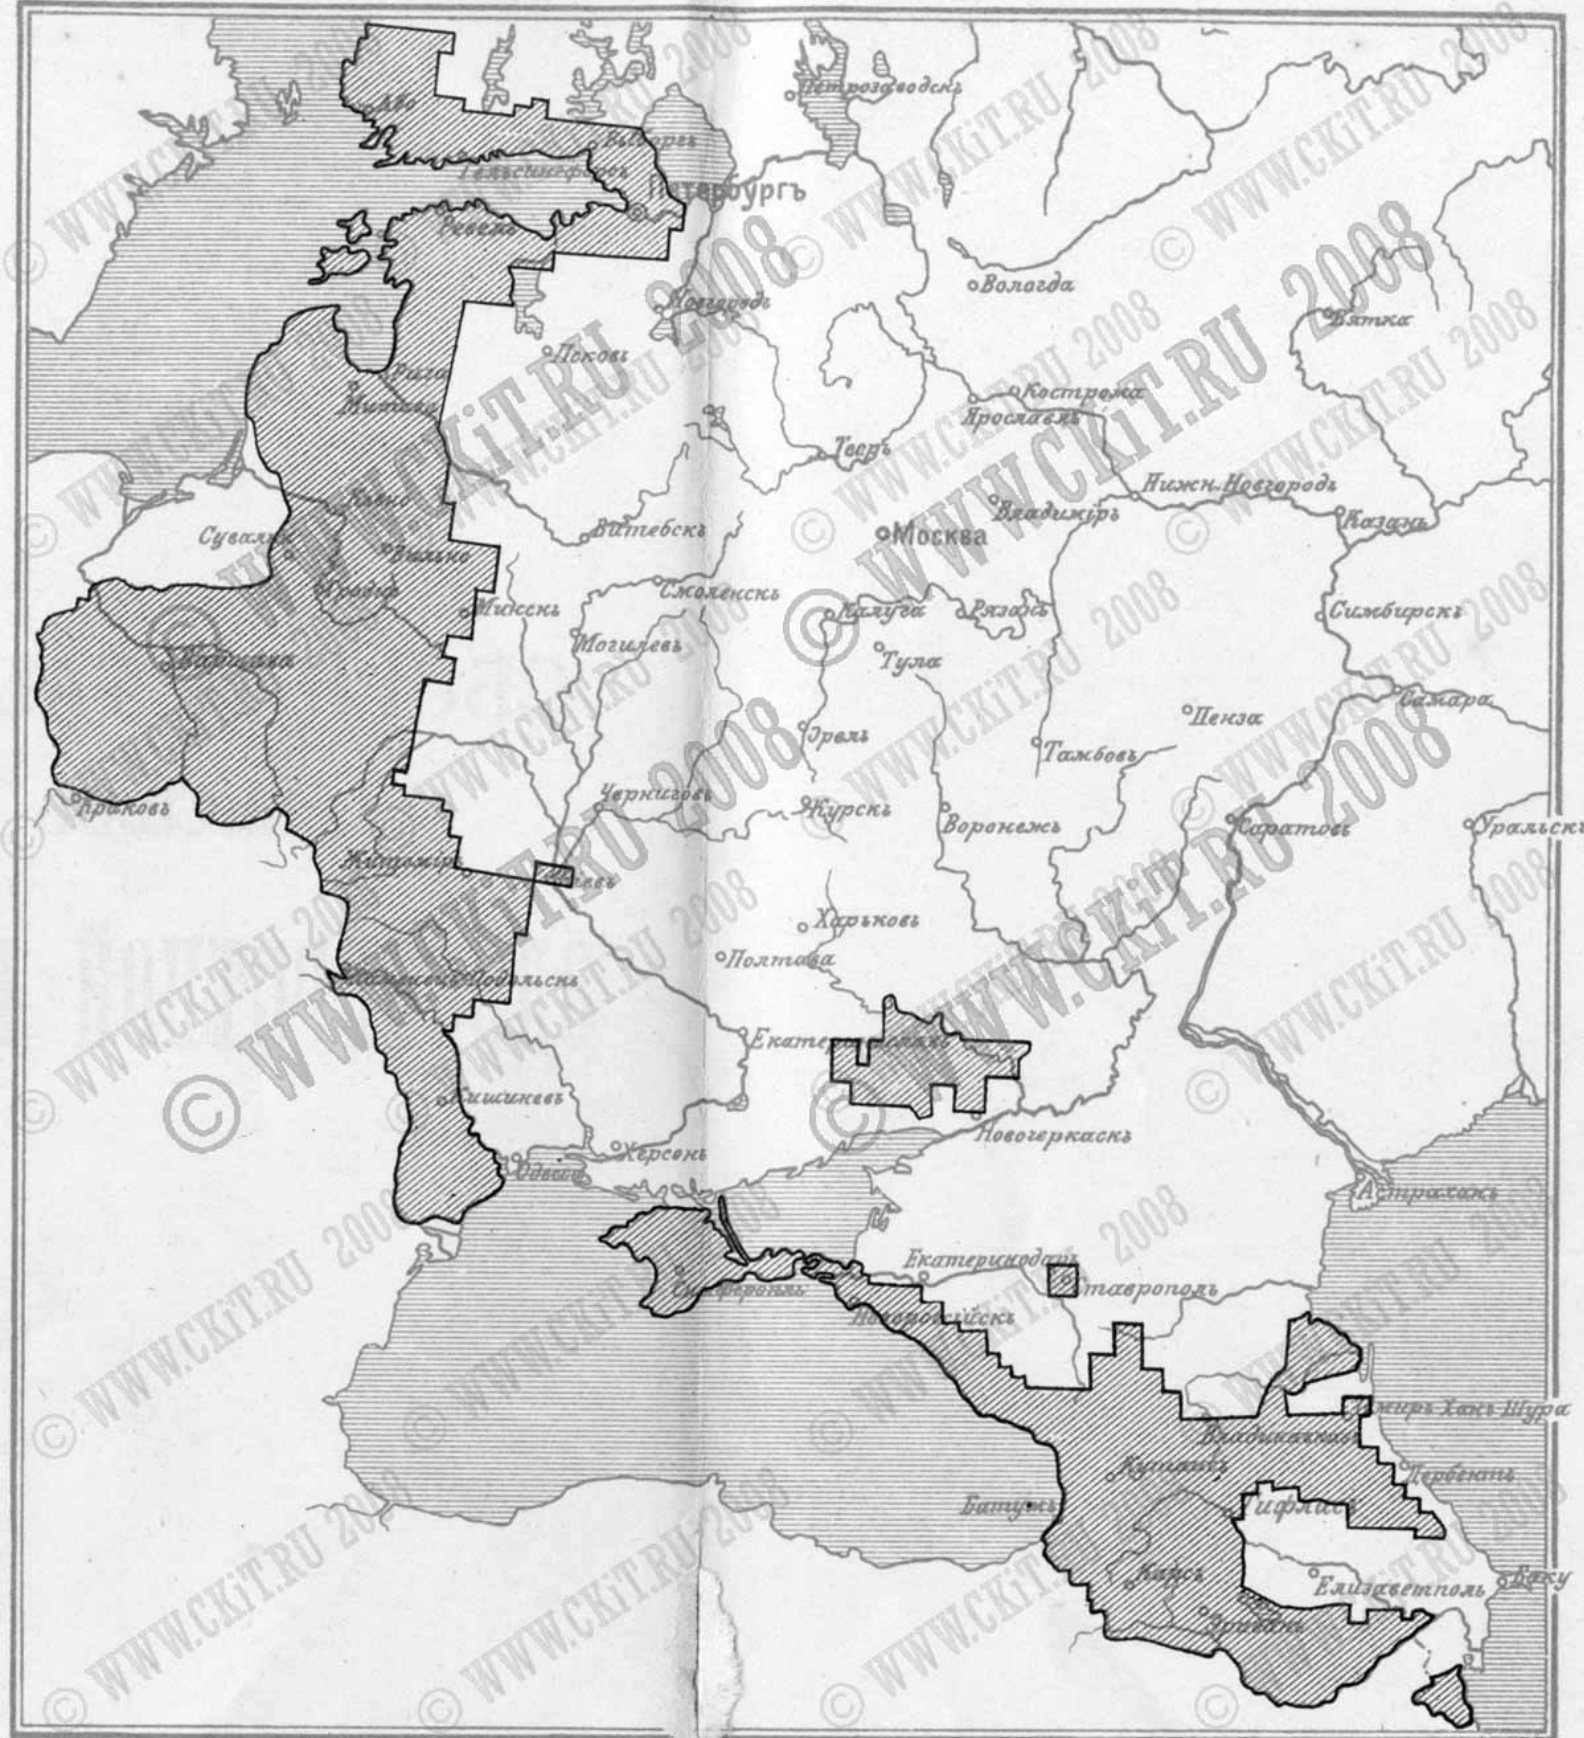 Петрозаводскъ
Або
Выборгъ
Гельсингфорсъ
Петербургъ
Ревель
Вологда
Новгородъ
Вятка
Псковъ
Рига
Кострома
Митава
Ярославль
Тверь
Нижн. Новгородъ
Ковно
Владиміръ
Казань
Сувалки
Витебскъ
Москва
Вильно
Гродно
Смоленскъ
Минскъ
Калуга
Рязань
Симбирскъ
Могилевъ
Варшава
Тула
Самара
Пенза
Орелъ
Тамбовъ
Краковъ
Черниговъ
Курскъ
Воронежъ
Саратовъ
Уральскъ
Житоміръ
Кіевъ
Харьковъ
Полтава
Каменецъ-Подольскъ
Екатеринославъ
Кишиневъ
Новочеркаскъ
Херсонь
Одесса
Астрахань
Екатеринодаръ
Ставрополь
Симферополь
Новороссійскъ
Темиръ Ханъ Шура
Владикавказъ
Кутаисъ
Дербентъ
Батумъ
Тифлисъ
Карсъ
Елизаветполь
Баку
Эривань
© WWW.CKiT.RU 2008